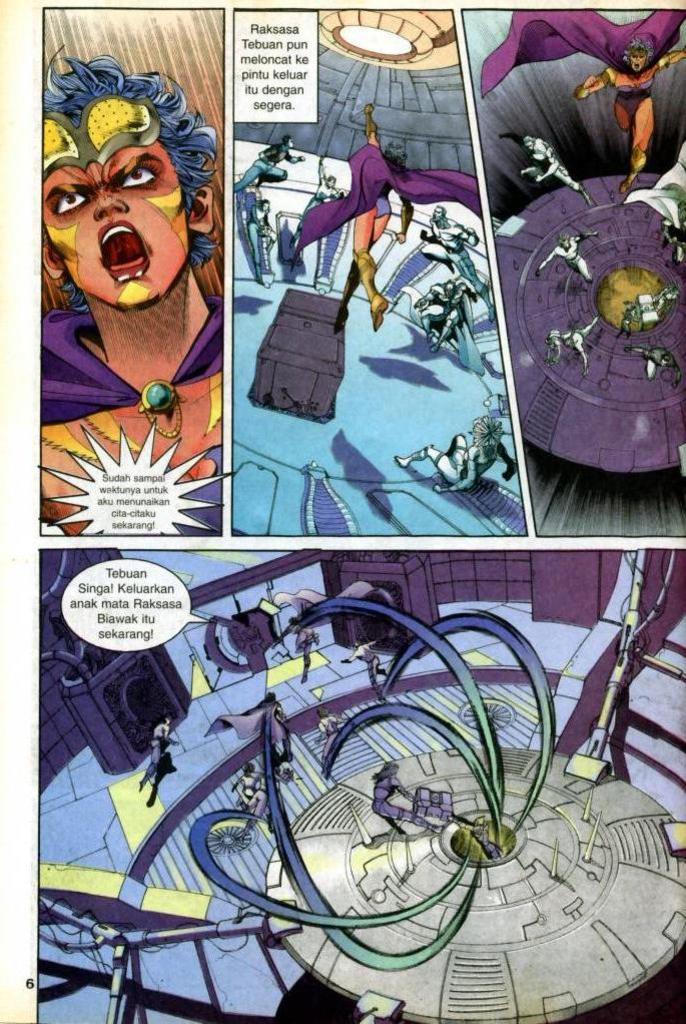 Sudah sampai
waktunya untuk
aku menunaikan
cita-citaku
sekarang!
Raksasa
Tebuan pun
meloncat ke
pintu keluar
itu dengan
segera.
Tebuan
Singa! Keluarkan
anak mata Raksasa
Biawak itu
sekarang!
6